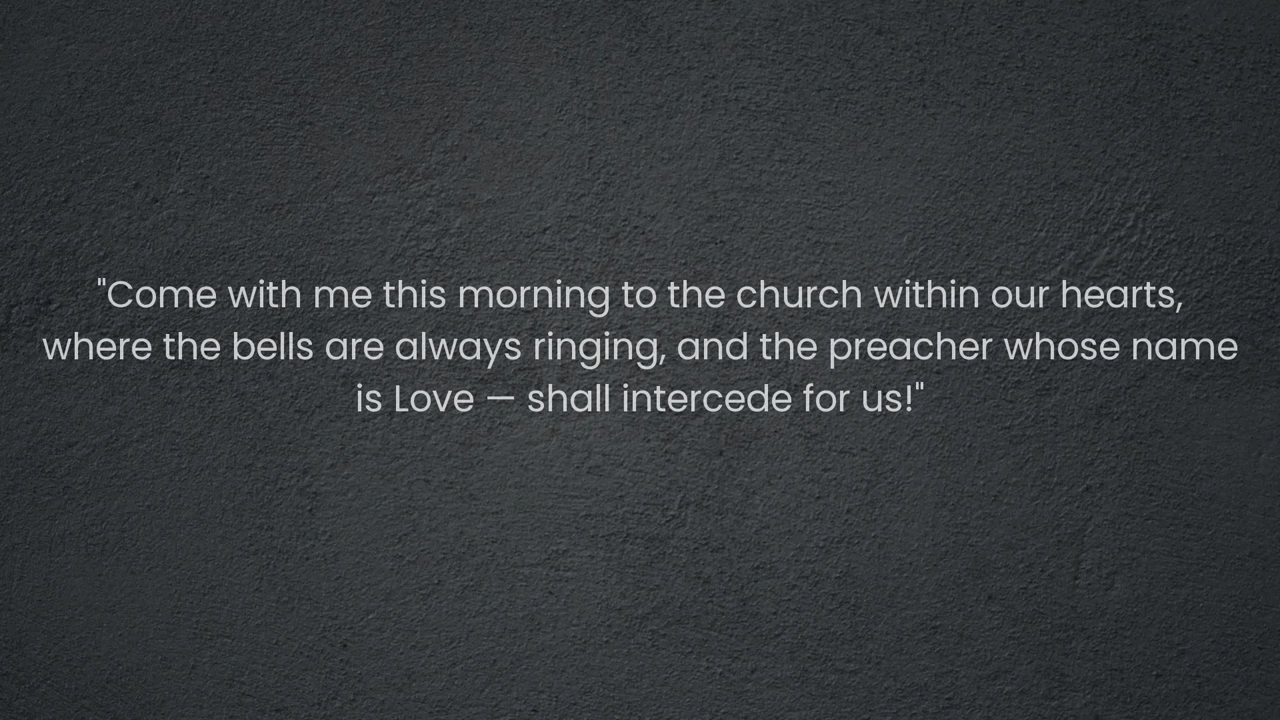 "Come with me this morning to the church within our hearts,
where the bells are always ringing, and the preacher whose name
is Love — shall intercede for us!"